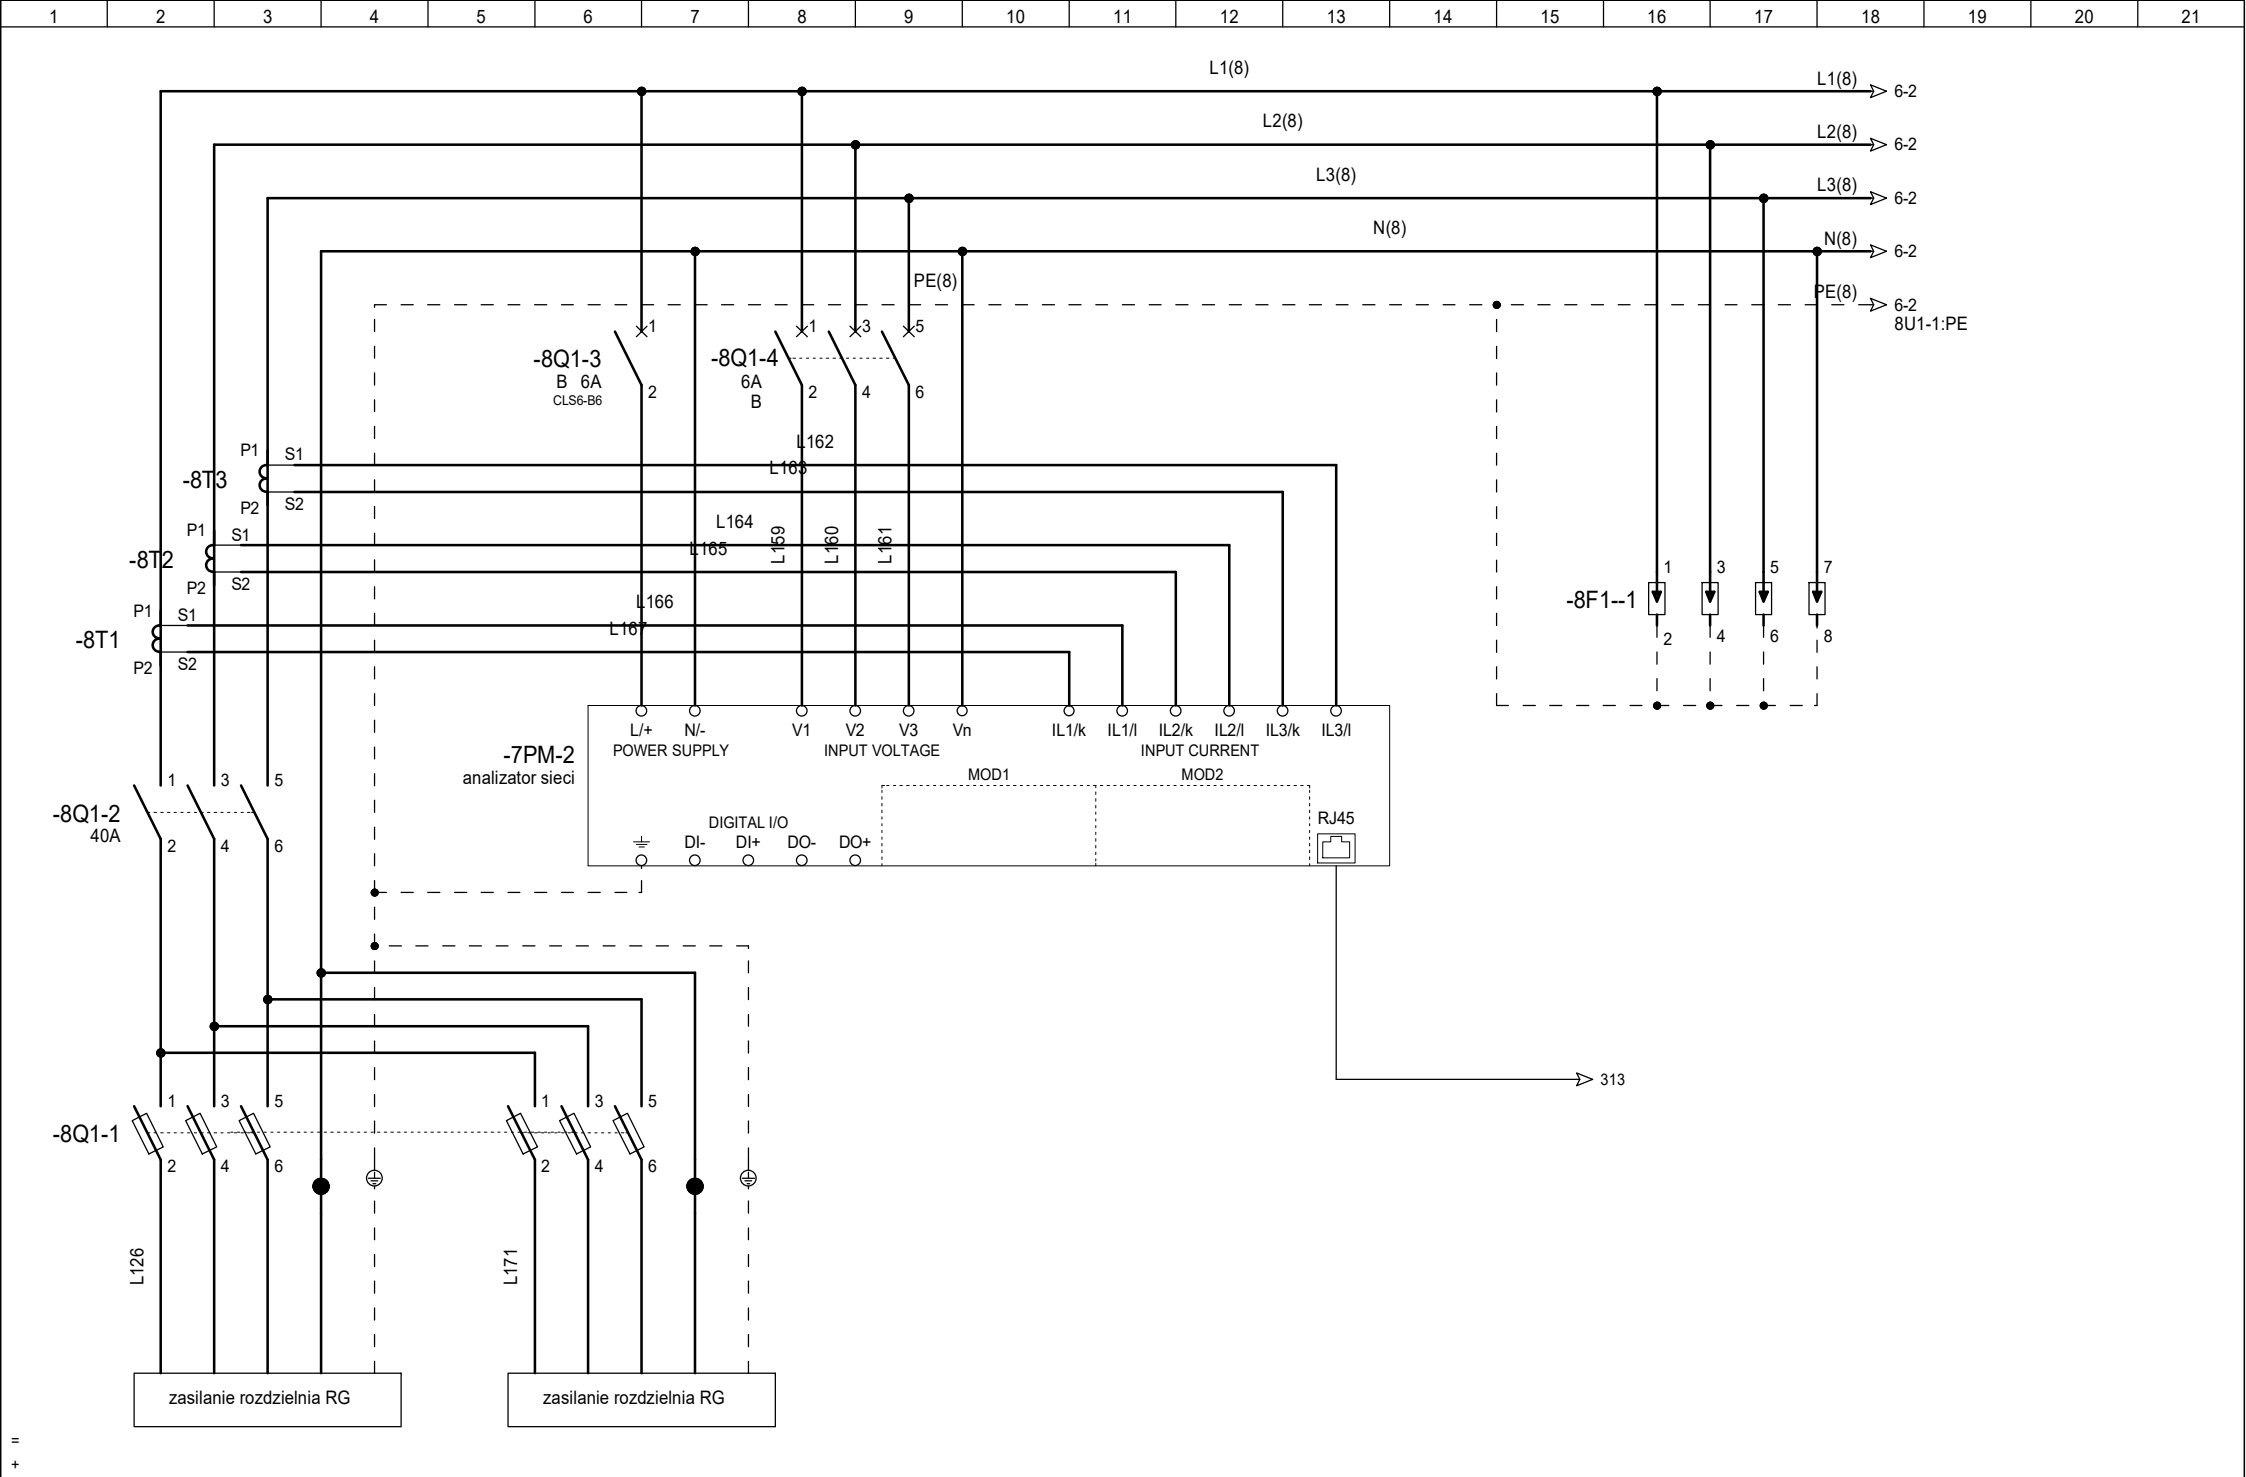 1 2 3 4 5 6 7 8 9 10 11 12 13 14 15 16 17 18 19 20 21
L1(8)
L1(8) 6-2
L2(8)
L2(8) 6-2
L3(8)
L3(8) 6-2
N(8)
N(8) 6-2
PE(8)
PE(8) 6-2
8U1-1:PE
-8Q1-3
B 6A
CLS6-B6
1
2
-8Q1-4
6A
B
1 3 5
2 4 6
L162
L163
P1 S1
-8T3
P2 S2
L164
L165
L159
L160
L161
P1 S1
-8T2
P2 S2
L166
L167
P1 S1
-8T1
P2 S2
-8F1--1
1 3 5 7
2 4 6 8
L/+ N/- V1 V2 V3 Vn IL1/k IL1/l IL2/k IL2/l IL3/k IL3/l
POWER SUPPLY INPUT VOLTAGE INPUT CURRENT
-7PM-2
analizator sieci
MOD1 MOD2
RJ45
DIGITAL I/O
DI- DI+ DO- DO+
-8Q1-2
40A
1 3 5
2 4 6
313
-8Q1-1
1 3 5
2 4 6
1 3 5
2 4 6
L126
L171
zasilanie rozdzielnia RG
zasilanie rozdzielnia RG
=
+